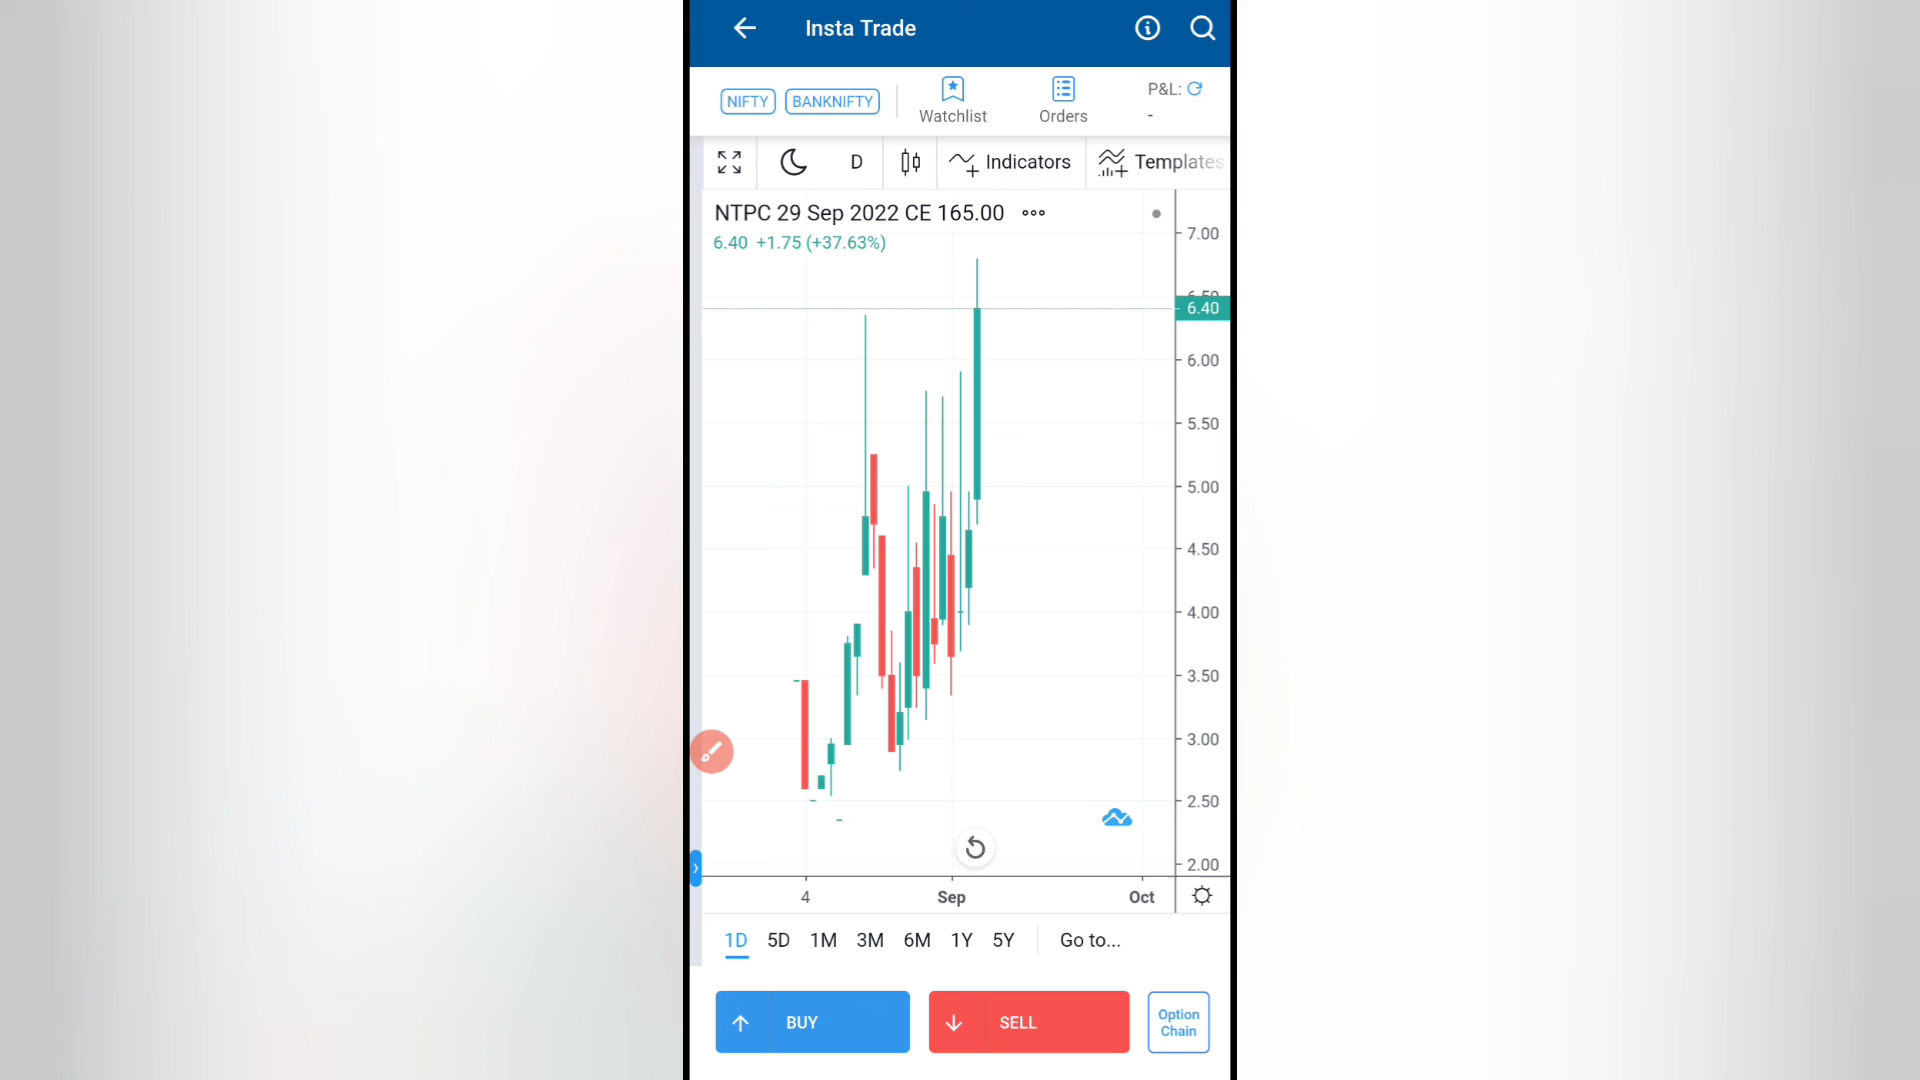 Insta Trade
NIFTY BANKNIFTY Watchlist Orders P&L: -
D Indicators Templates
NTPC 29 Sep 2022 CE 165.00
6.40 +1.75 (+37.63%)
7.00
6.50
6.40
6.00
5.50
5.00
4.50
4.00
3.50
3.00
2.50
2.00
4 Sep Oct
1D 5D 1M 3M 6M 1Y 5Y Go to...
BUY SELL Option
Chain